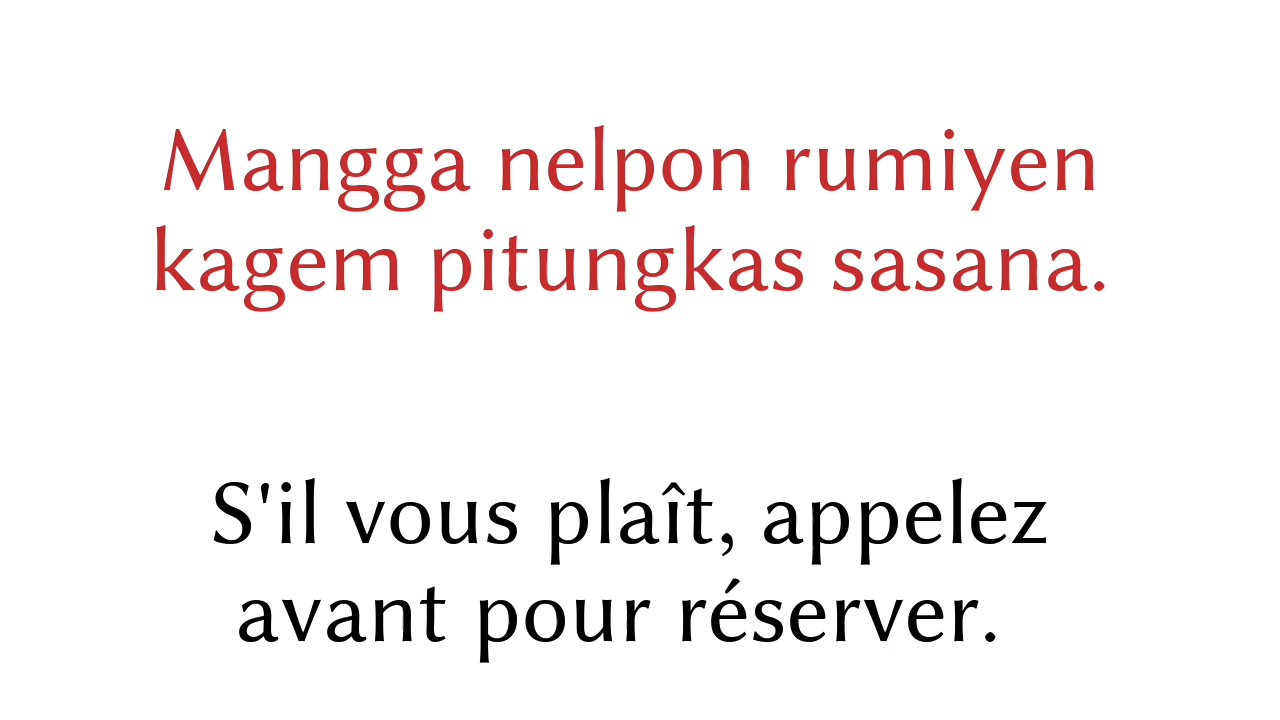 Mangga nelpon rumiyen
kagem pitungkas sasana.
S'il vous plaît, appelez
avant pour réserver.